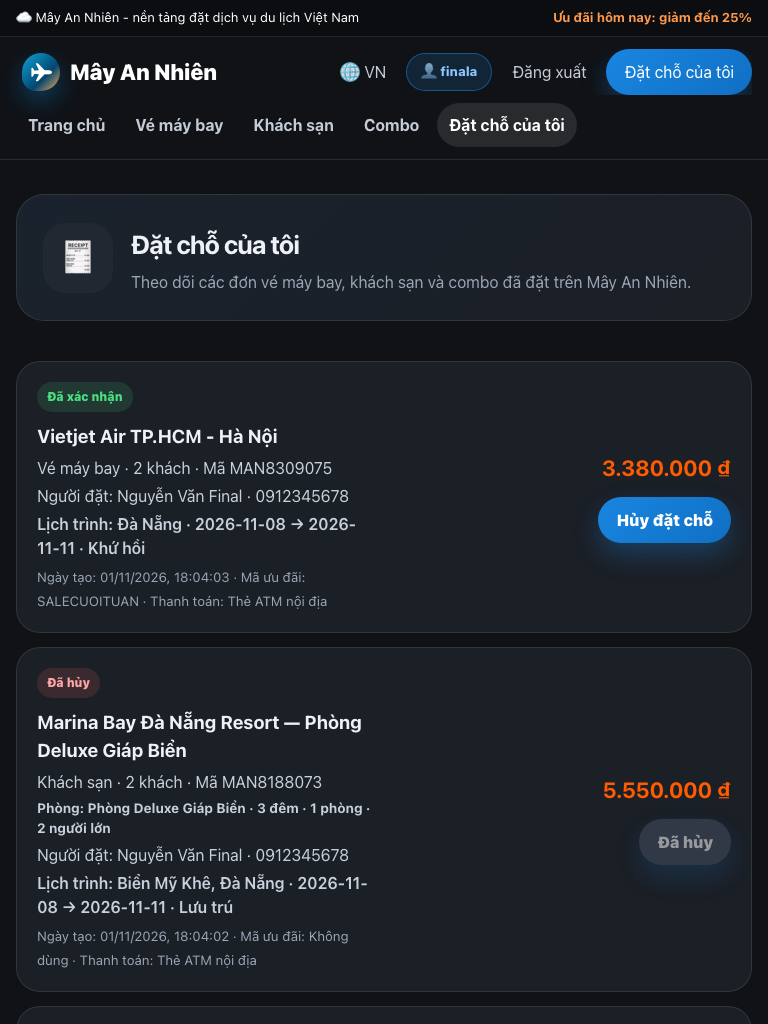 ☁️ Mây An Nhiên - nền tảng đặt dịch vụ du lịch Việt Nam
Ưu đãi hôm nay: giảm đến 25%
Mây An Nhiên
🌐 VN
👤 finala
Đăng xuất
Đặt chỗ của tôi
Trang chủ
Vé máy bay
Khách sạn
Combo
Đặt chỗ của tôi
RECEIPT
Đặt chỗ của tôi
Theo dõi các đơn vé máy bay, khách sạn và combo đã đặt trên Mây An Nhiên.
Đã xác nhận
Vietjet Air TP.HCM - Hà Nội
Vé máy bay · 2 khách · Mã MAN8309075
Người đặt: Nguyễn Văn Final · 0912345678
Lịch trình: Đà Nẵng · 2026-11-08 → 2026-
11-11 · Khứ hồi
Ngày tạo: 01/11/2026, 18:04:03 · Mã ưu đãi:
SALECUOITUAN · Thanh toán: Thẻ ATM nội địa
3.380.000 ₫
Hủy đặt chỗ
Đã hủy
Marina Bay Đà Nẵng Resort — Phòng
Deluxe Giáp Biển
Khách sạn · 2 khách · Mã MAN8188073
Phòng: Phòng Deluxe Giáp Biển · 3 đêm · 1 phòng ·
2 người lớn
Người đặt: Nguyễn Văn Final · 0912345678
Lịch trình: Biển Mỹ Khê, Đà Nẵng · 2026-11-
08 → 2026-11-11 · Lưu trú
Ngày tạo: 01/11/2026, 18:04:02 · Mã ưu đãi: Không
dùng · Thanh toán: Thẻ ATM nội địa
5.550.000 ₫
Đã hủy